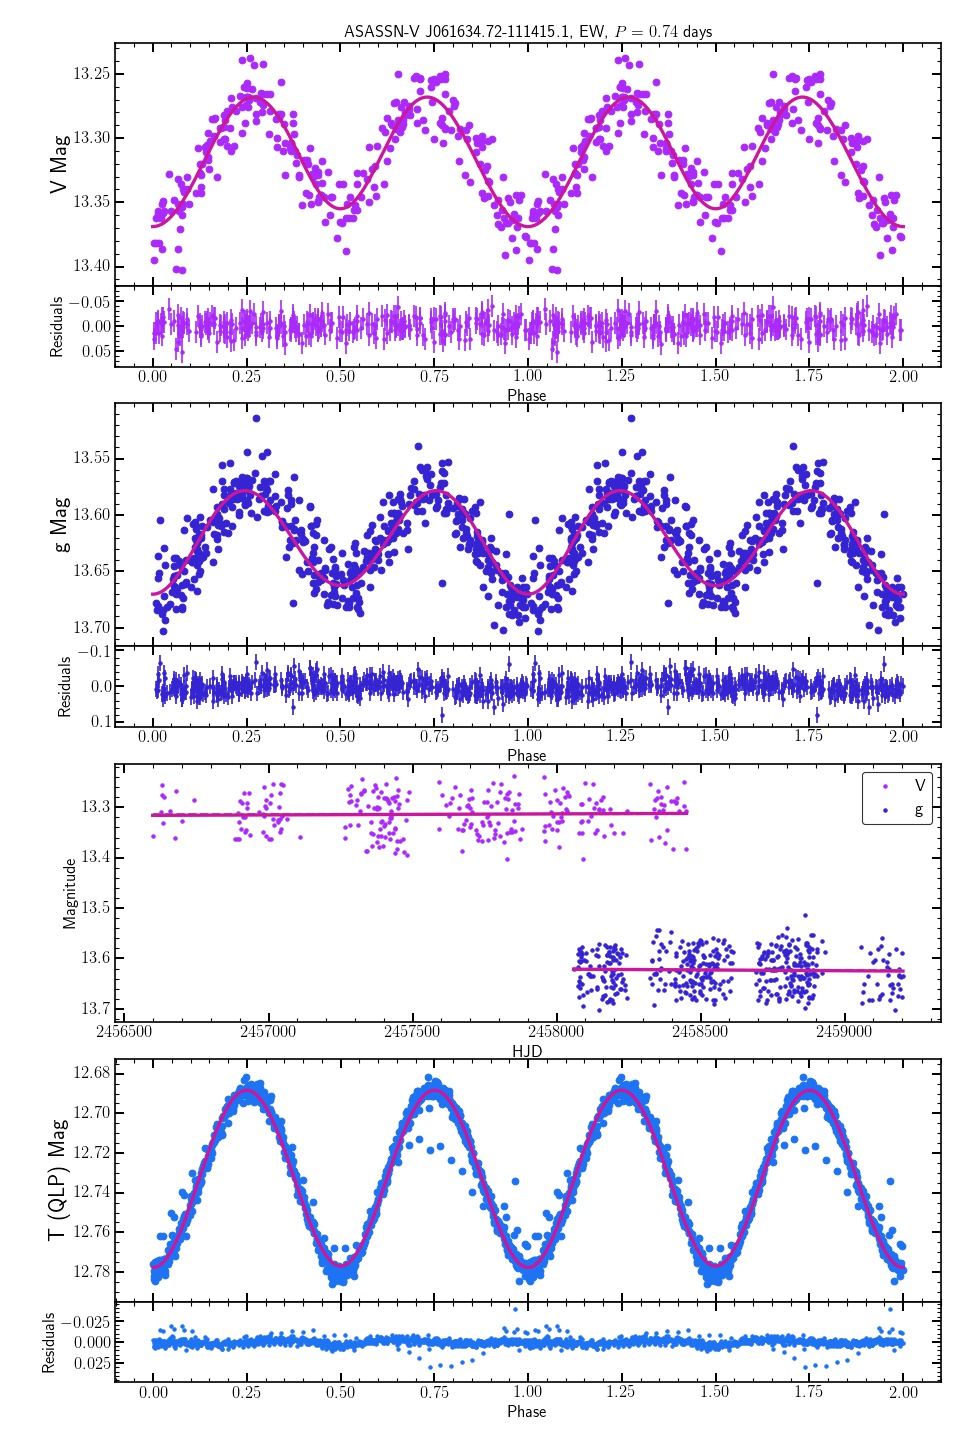 ASASSN-V J061634.72-111415.1, EW, P = 0.74 days
V Mag
13.25
13.30
13.35
13.40
Residuals
−0.05
0.00
0.05
0.00 0.25 0.50 0.75 1.00 1.25 1.50 1.75 2.00
Phase
g Mag
13.55
13.60
13.65
13.70
Residuals
−0.1
0.0
0.1
0.00 0.25 0.50 0.75 1.00 1.25 1.50 1.75 2.00
Phase
Magnitude
13.3
13.4
13.5
13.6
13.7
V
g
2456500 2457000 2457500 2458000 2458500 2459000
HJD
T (QLP) Mag
12.68
12.70
12.72
12.74
12.76
12.78
Residuals
−0.025
0.000
0.025
0.00 0.25 0.50 0.75 1.00 1.25 1.50 1.75 2.00
Phase